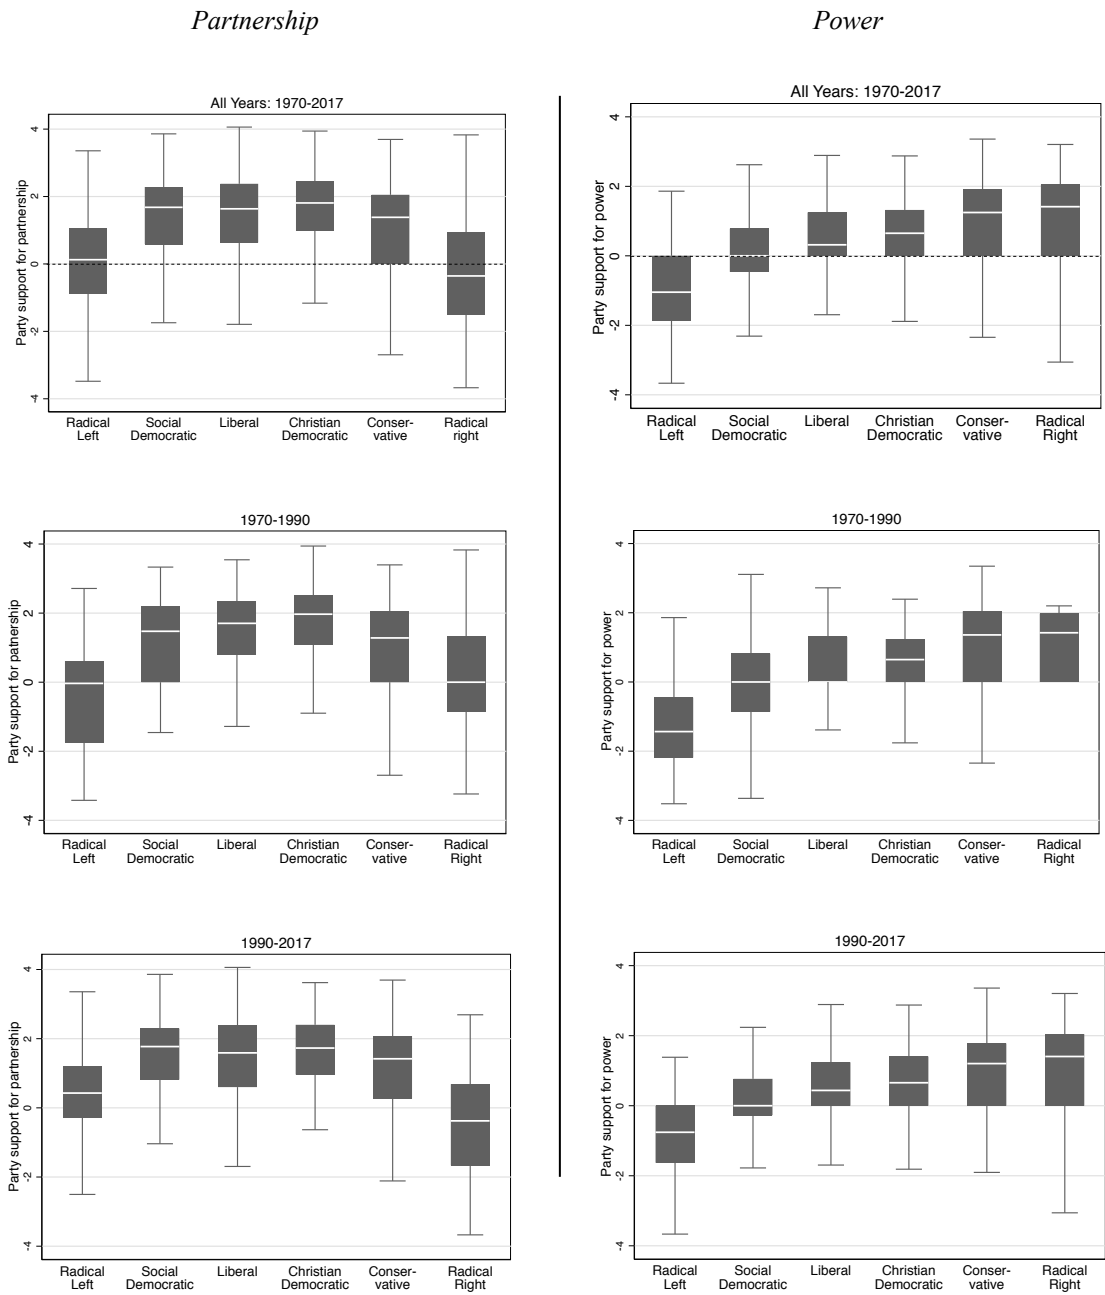 Partnership
Power
All Years: 1970-2017
Party support for partnership
4
2
0
-2
-4
Radical Left
Social Democratic
Liberal
Christian Democratic
Conser-vative
Radical right
All Years: 1970-2017
Party support for power
4
2
0
-2
-4
Radical Left
Social Democratic
Liberal
Christian Democratic
Conser-vative
Radical Right
1970-1990
Party support for patnership
4
2
0
-2
-4
Radical Left
Social Democratic
Liberal
Christian Democratic
Conser-vative
Radical Right
1970-1990
Party support for power
4
2
0
-2
-4
Radical Left
Social Democratic
Liberal
Christian Democratic
Conser-vative
Radical Right
1990-2017
Party support for partnership
4
2
0
-2
-4
Radical Left
Social Democratic
Liberal
Christian Democratic
Conser-vative
Radical Right
1990-2017
Party support for power
4
2
0
-2
-4
Radical Left
Social Democratic
Liberal
Christian Democratic
Conser-vative
Radical Right